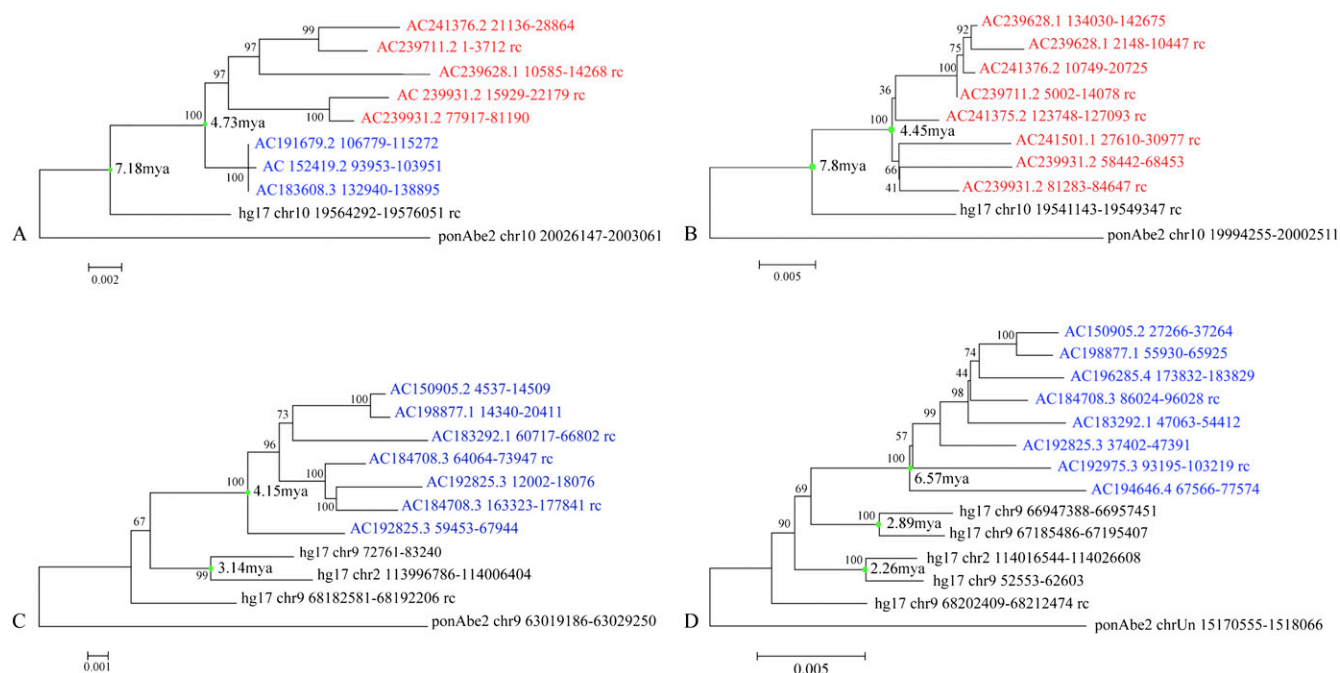 99
AC241376.2 21136-28864
97
AC239711.2 1-3712 rc
97
AC239628.1 10585-14268 rc
AC 239931.2 15929-22179 rc
100
AC239931.2 77917-81190
100
4.73mya
AC191679.2 106779-115272
AC 152419.2 93953-103951
100
AC183608.3 132940-138895
7.18mya
hg17 chr10 19564292-19576051 rc
A
ponAbe2 chr10 20026147-2003061
0.002
92
AC239628.1 134030-142675
75
AC239628.1 2148-10447 rc
100
AC241376.2 10749-20725
AC239711.2 5002-14078 rc
36
AC241375.2 123748-127093 rc
100
4.45mya
AC241501.1 27610-30977 rc
66
AC239931.2 58442-68453
41
AC239931.2 81283-84647 rc
7.8mya
hg17 chr10 19541143-19549347 rc
B
ponAbe2 chr10 19994255-20002511
0.005
100
AC150905.2 4537-14509
AC198877.1 14340-20411
73
AC183292.1 60717-66802 rc
96
AC184708.3 64064-73947 rc
100
AC192825.3 12002-18076
100
AC184708.3 163323-177841 rc
100
4.15mya
AC192825.3 59453-67944
67
hg17 chr9 72761-83240
99
3.14mya
hg17 chr2 113996786-114006404
hg17 chr9 68182581-68192206 rc
C
ponAbe2 chr9 63019186-63029250
0.001
100
AC150905.2 27266-37264
AC198877.1 55930-65925
74
AC196285.4 173832-183829
44
AC184708.3 86024-96028 rc
98
AC183292.1 47063-54412
99
AC192825.3 37402-47391
57
AC192975.3 93195-103219 rc
100
6.57mya
AC194646.4 67566-77574
69
hg17 chr9 66947388-66957451
100
2.89mya
hg17 chr9 67185486-67195407
90
hg17 chr2 114016544-114026608
100
2.26mya
hg17 chr9 52553-62603
hg17 chr9 68202409-68212474 rc
D
ponAbe2 chrUn 15170555-1518066
0.005